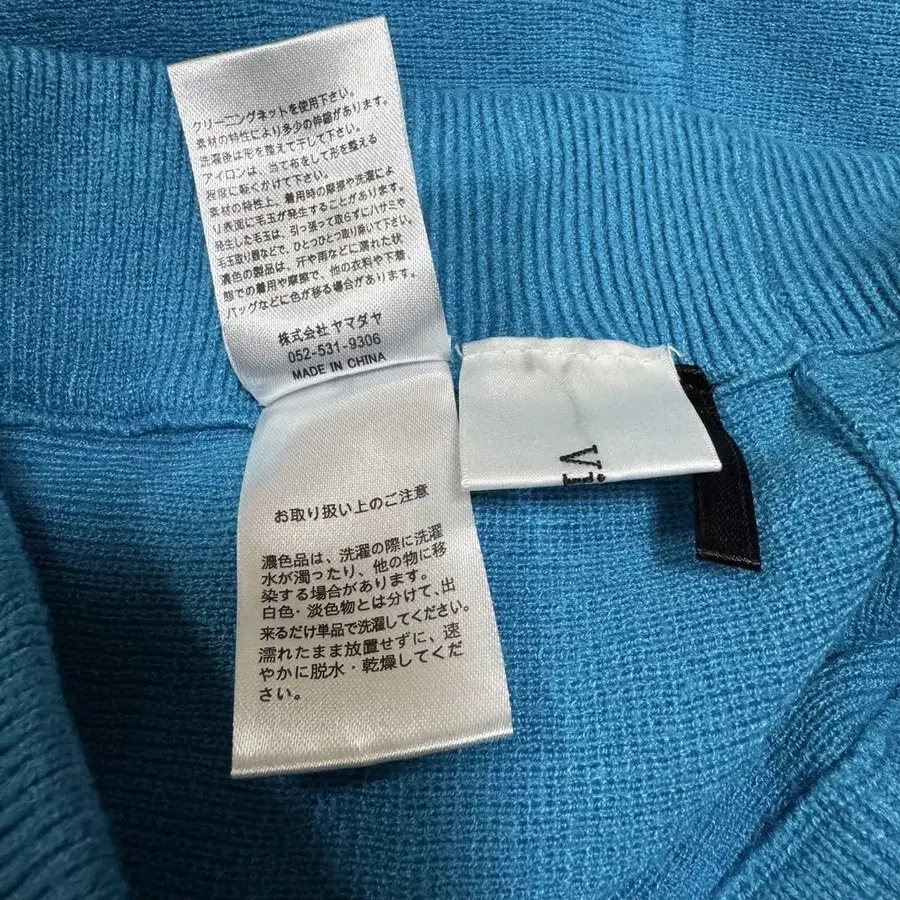 クリーニングネットを使用下さい。
素材の特性により多少の伸縮があります。
洗濯後は形を整えて干して下さい。
アイロンは、当て布をして形を整える
程度に軽くかけて下さい。
素材の特性上、着用時の摩擦や洗濯によ
り表面に毛玉が発生することがあります。
発生した毛玉は、引っ張って取らずにハサミや
毛玉取り器などで、ひとつひとつ取り除いて下さい。
濃色の製品は、汗や雨などに濡れた状
態での着用や摩擦で、他の衣料や下着
バッグなどに色が移る場合があります。
株式会社 ヤマダヤ
052-531-9306
MADE IN CHINA
お取り扱い上のご注意
濃色品は、洗濯の際に洗濯
水が濁ったり、他の物に移
染する場合があります。
白色・淡色物とは分けて、出
来るだけ単品で洗濯してください。
濡れたまま放置せずに、速
やかに脱水・乾燥してくだ
さい。
V